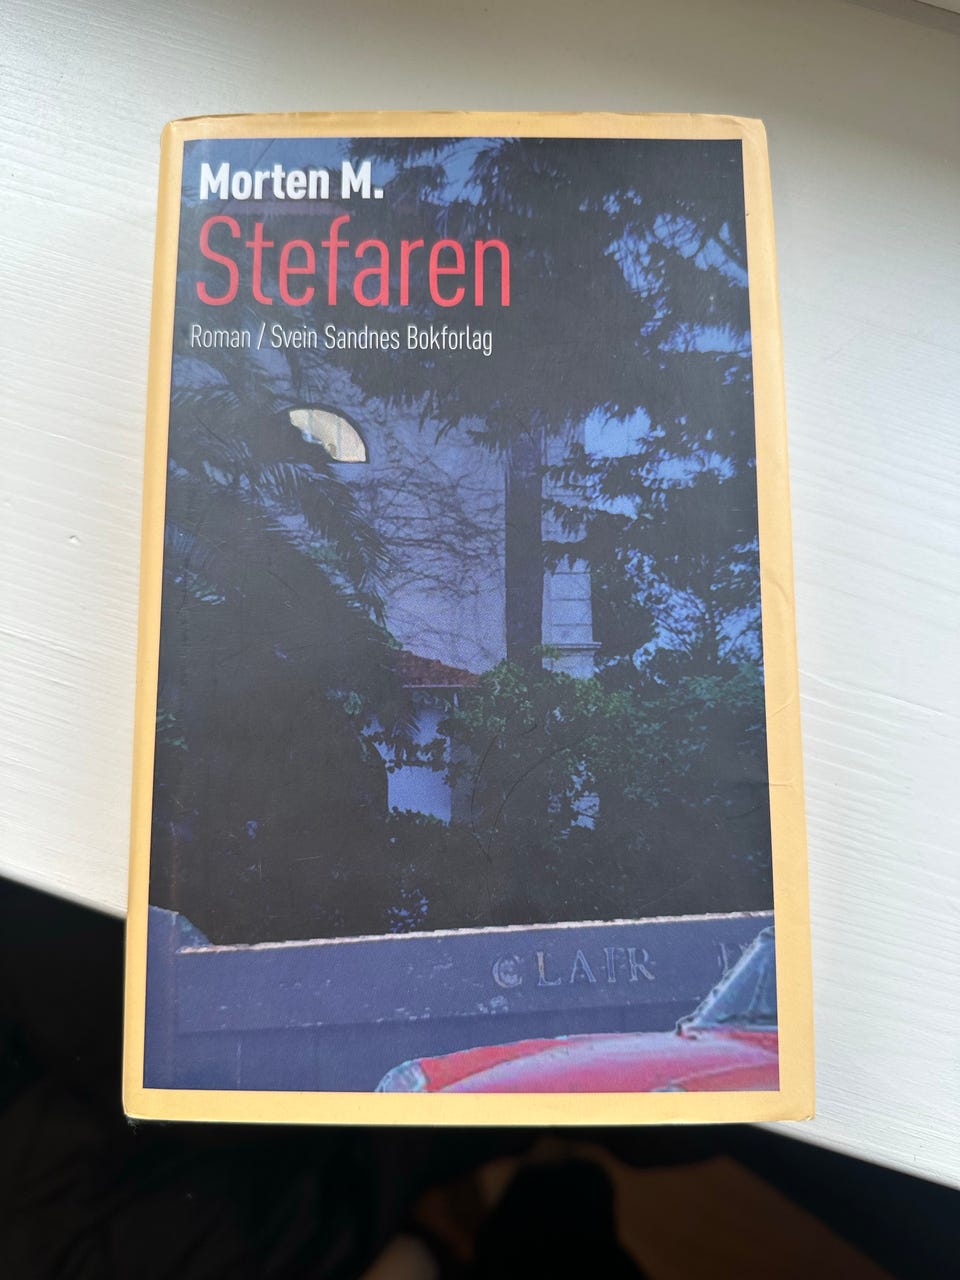 Morten M.
Stefaren
Roman / Svein Sandnes Bokforlag
CLAIR